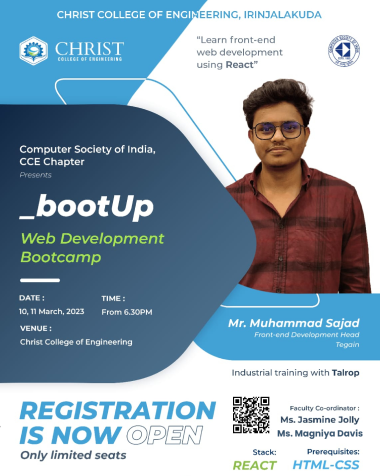 CHRIST COLLEGE OF ENGINEERING, IRINJALAKUDA
CHRIST
COLLEGE OF ENGINEERING
“Learn front-end
web development
using React”
Computer Society of India,
CCE Chapter
Presents
_bootUp
Web Development
Bootcamp
DATE :
10, 11 March, 2023
TIME :
From 6.30PM
VENUE :
Christ College of Engineering
Mr. Muhammad Sajad
Front-end Development Head
Tegain
Industrial training with Talrop
REGISTRATION
IS NOW OPEN
Only limited seats
Faculty Co-ordinator :
Ms. Jasmine Jolly
Ms. Magniya Davis
Stack:
REACT
Prerequisites:
HTML-CSS